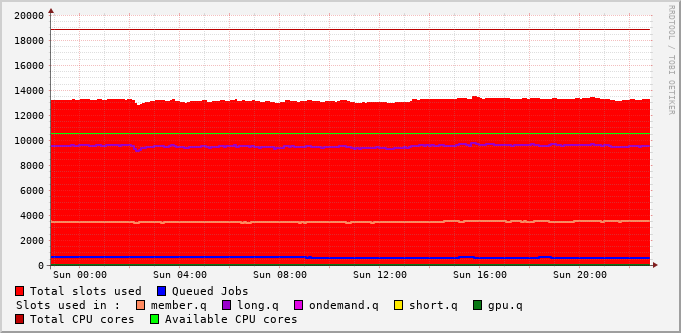 20000
18000
16000
14000
12000
10000
8000
6000
4000
2000
0
Sun 00:00 Sun 04:00 Sun 08:00 Sun 12:00 Sun 16:00 Sun 20:00
RRDTOOL / TOBI OETIKER
Total slots used Queued Jobs
Slots used in : member.q long.q ondemand.q short.q gpu.q
Total CPU cores Available CPU cores